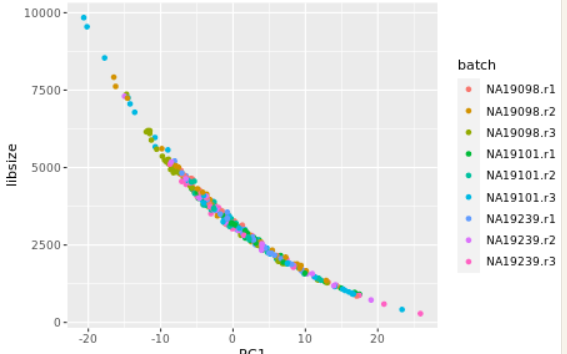 10000
7500
5000
2500
0
libsize
-20
-10
0
10
20
PC1
batch
NA19098.r1
NA19098.r2
NA19098.r3
NA19101.r1
NA19101.r2
NA19101.r3
NA19239.r1
NA19239.r2
NA19239.r3